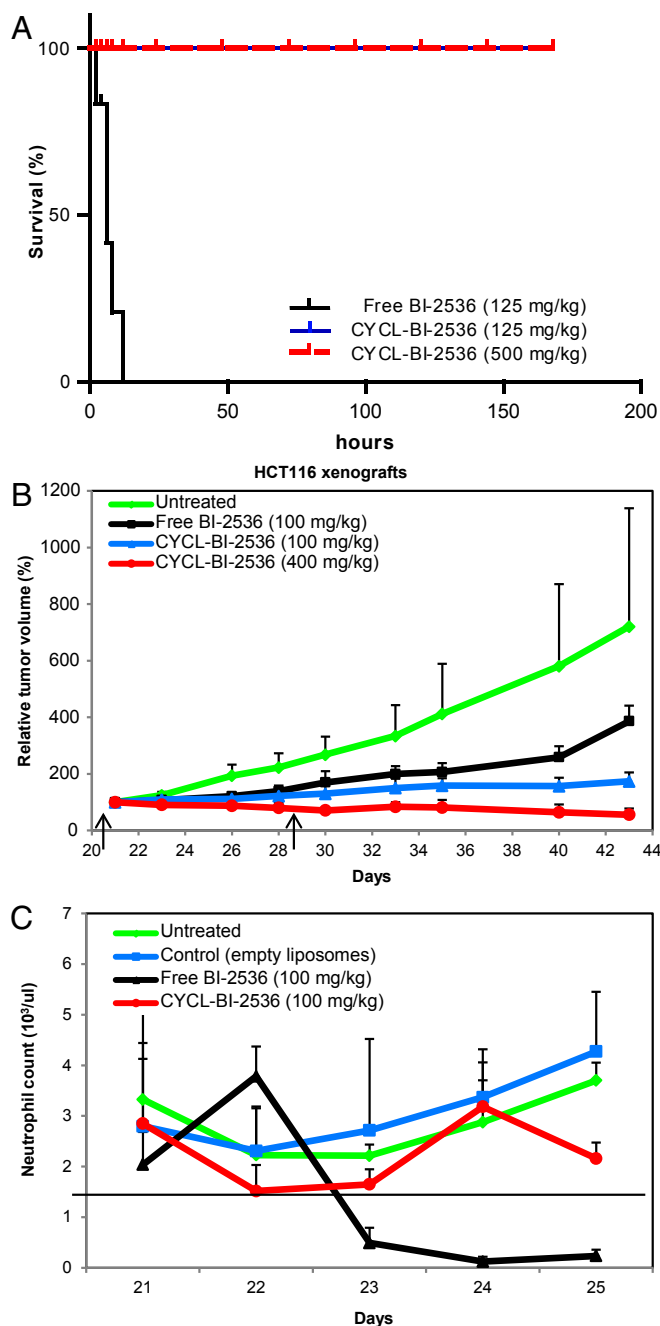 A
100
50
0
Survival (%)
Free BI-2536 (125 mg/kg)
CYCL-BI-2536 (125 mg/kg)
CYCL-BI-2536 (500 mg/kg)
0 50 100 150 200
hours
HCT116 xenografts
B
1200
1000
800
600
400
200
0
Relative tumor volume (%)
Untreated
Free BI-2536 (100 mg/kg)
CYCL-BI-2536 (100 mg/kg)
CYCL-BI-2536 (400 mg/kg)
20 22 24 26 28 30 32 34 36 38 40 42 44
Days
C
7
6
5
4
3
2
1
0
Neutrophil count (10³/ul)
Untreated
Control (empty liposomes)
Free BI-2536 (100 mg/kg)
CYCL-BI-2536 (100 mg/kg)
21 22 23 24 25
Days